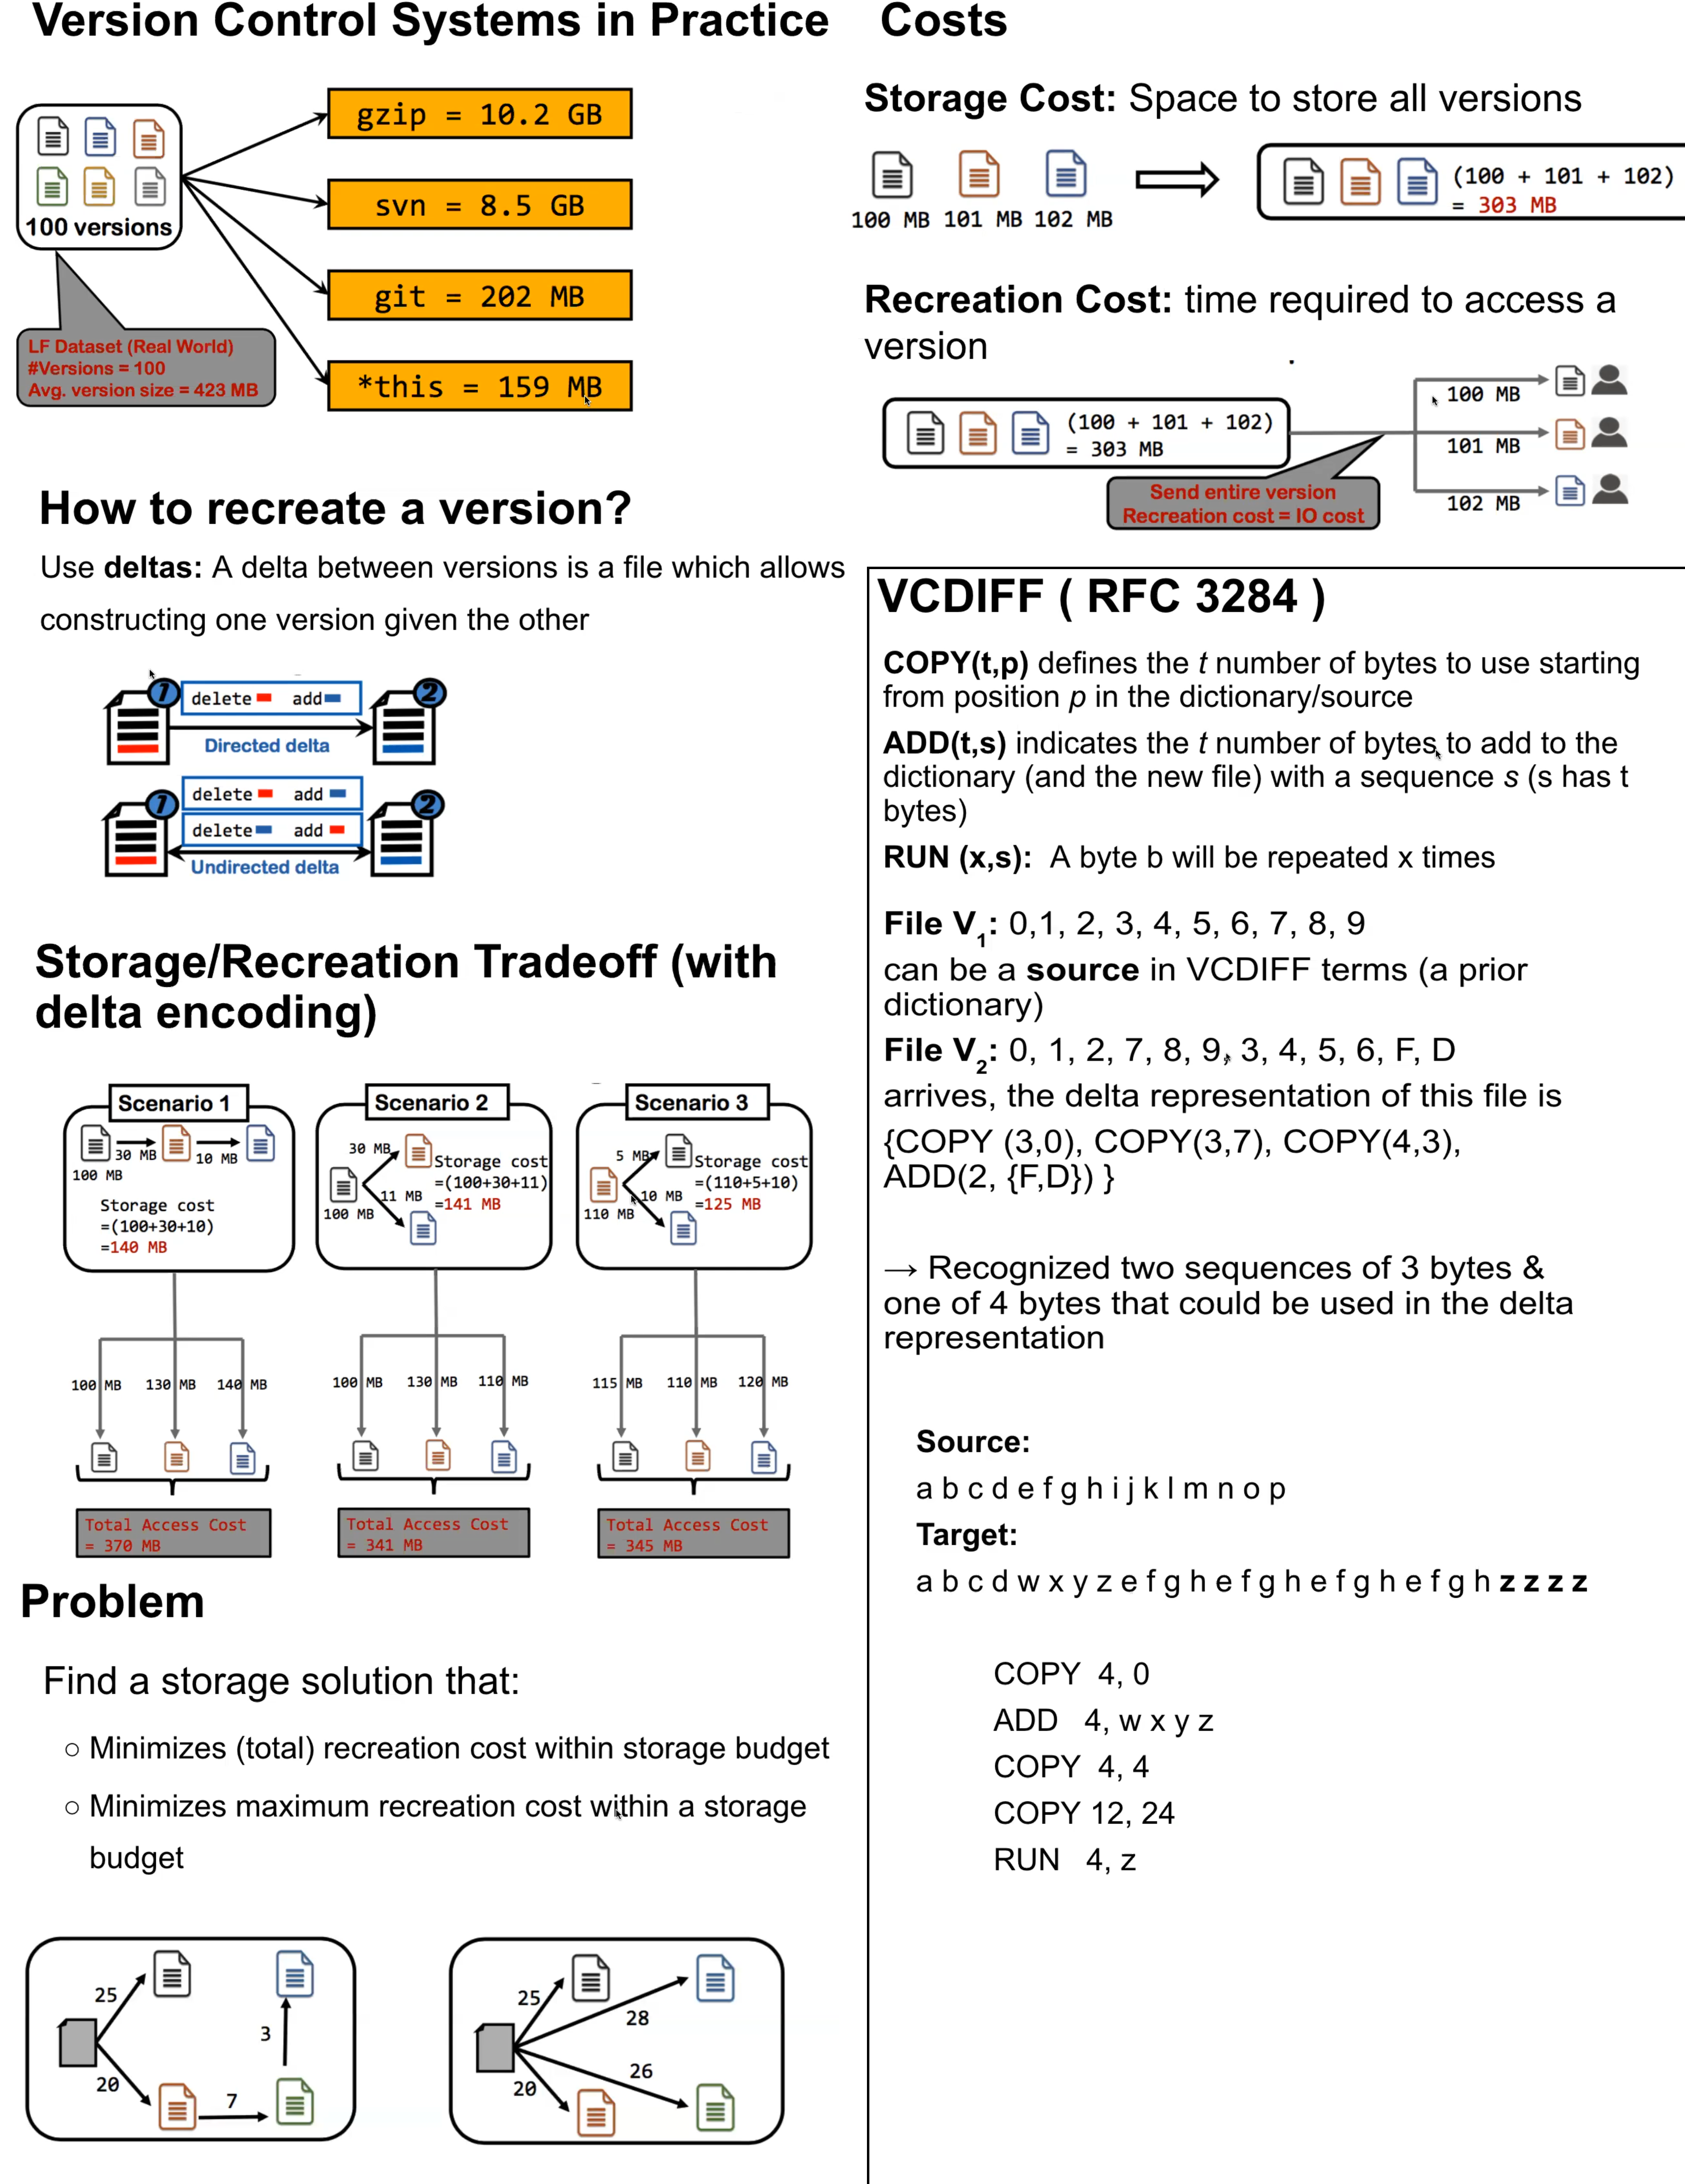 Version Control Systems in Practice
100 versions
gzip = 10.2 GB
svn = 8.5 GB
git = 202 MB
*this = 159 MB
LF Dataset (Real World)
#Versions = 100
Avg. version size = 423 MB
How to recreate a version?
Use deltas: A delta between versions is a file which allows
constructing one version given the other
1
delete add
2
Directed delta
1
delete add
2
delete add
Undirected delta
Storage/Recreation Tradeoff (with
delta encoding)
Scenario 1
30 MB
10 MB
100 MB
Storage cost
=(100+30+10)
=140 MB
100 MB 130 MB 140 MB
Total Access Cost
= 370 MB
Scenario 2
30 MB
Storage cost
=(100+30+11)
11 MB
=141 MB
100 MB
100 MB 130 MB 110 MB
Total Access Cost
= 341 MB
Scenario 3
5 MB
Storage cost
=(110+5+10)
10 MB
=125 MB
110 MB
115 MB 110 MB 120 MB
Total Access Cost
= 345 MB
Problem
Find a storage solution that:
○ Minimizes (total) recreation cost within storage budget
○ Minimizes maximum recreation cost within a storage
budget
25
3
20
7
25
28
26
20
Costs
Storage Cost: Space to store all versions
100 MB 101 MB 102 MB
(100 + 101 + 102)
= 303 MB
Recreation Cost: time required to access a
version
(100 + 101 + 102)
= 303 MB
100 MB
101 MB
102 MB
Send entire version
Recreation cost = IO cost
VCDIFF ( RFC 3284 )
COPY(t,p) defines the t number of bytes to use starting
from position p in the dictionary/source
ADD(t,s) indicates the t number of bytes to add to the
dictionary (and the new file) with a sequence s (s has t
bytes)
RUN (x,s): A byte b will be repeated x times
File V1: 0,1, 2, 3, 4, 5, 6, 7, 8, 9
can be a source in VCDIFF terms (a prior
dictionary)
File V2: 0, 1, 2, 7, 8, 9, 3, 4, 5, 6, F, D
arrives, the delta representation of this file is
{COPY (3,0), COPY(3,7), COPY(4,3),
ADD(2, {F,D}) }
→ Recognized two sequences of 3 bytes &
one of 4 bytes that could be used in the delta
representation
Source:
a b c d e f g h i j k l m n o p
Target:
a b c d w x y z e f g h e f g h e f g h e f g h z z z z
COPY 4, 0
ADD 4, w x y z
COPY 4, 4
COPY 12, 24
RUN 4, z